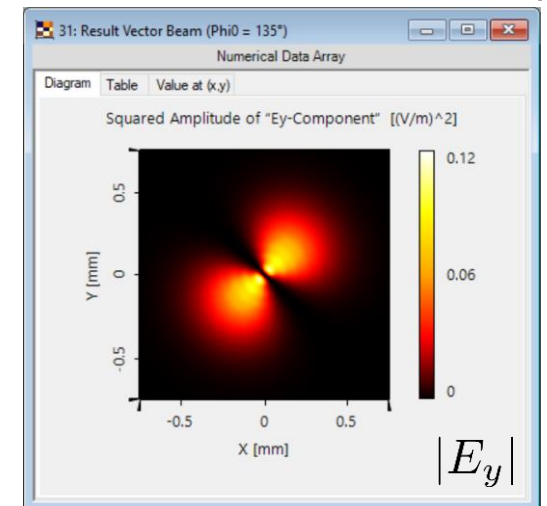 31: Result Vector Beam (Phi0 = 135°)
Numerical Data Array
Diagram Table Value at (x,y)
Squared Amplitude of "Ey-Component" [(V/m)^2]
0.12
0.06
0
0.5
0
-0.5
Y [mm]
-0.5 0 0.5
X [mm]
|E_y|